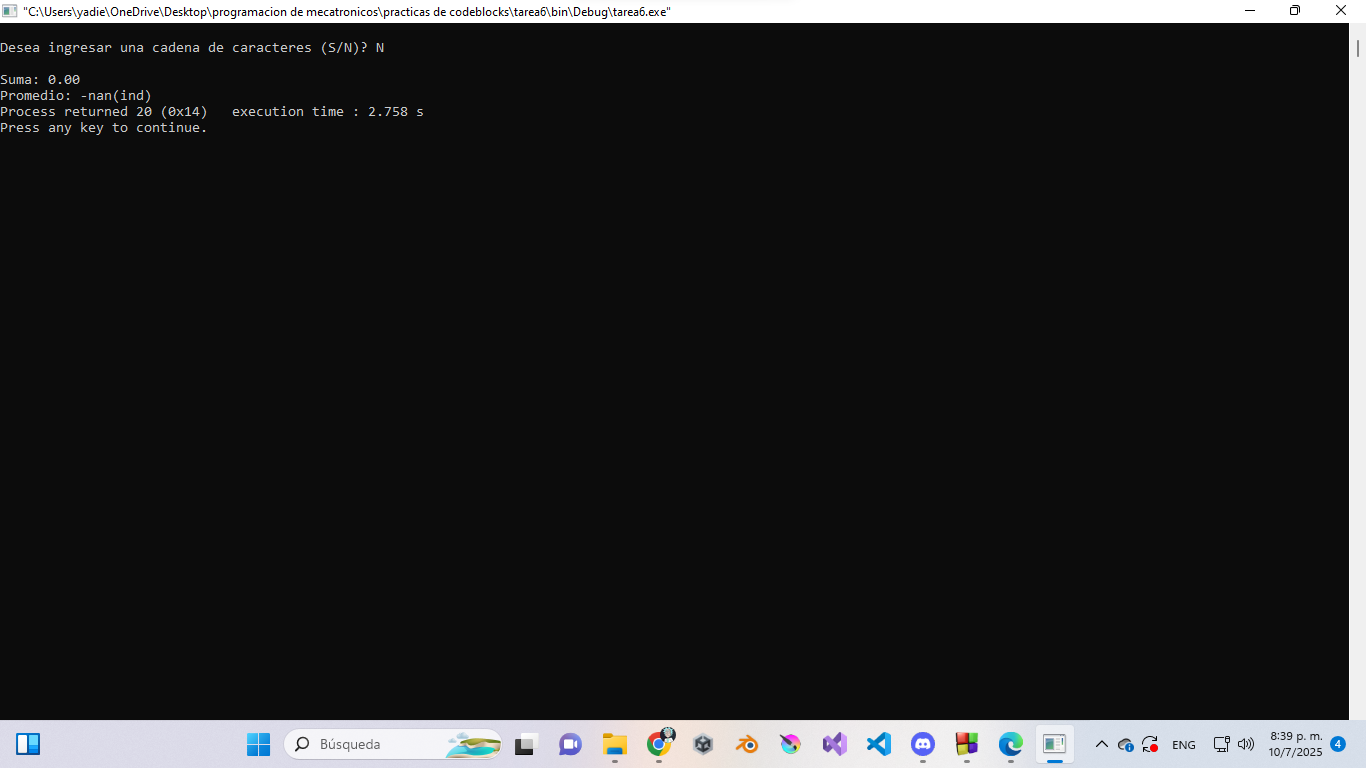 "C:\Users\yadie\OneDrive\Desktop\programacion de mecatronicos\practicas de codeblocks\tarea6\bin\Debug\tarea6.exe"
Desea ingresar una cadena de caracteres (S/N)? N
Suma: 0.00
Promedio: -nan(ind)
Process returned 20 (0x14)   execution time : 2.758 s
Press any key to continue.
Búsqueda
ENG
8:39 p. m.
10/7/2025
4